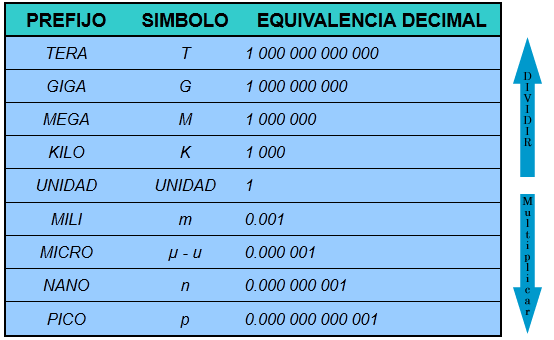 PREFIJO SIMBOLO EQUIVALENCIA DECIMAL
TERA T 1 000 000 000 000
GIGA G 1 000 000 000
MEGA M 1 000 000
KILO K 1 000
UNIDAD UNIDAD 1
MILI m 0.001
MICRO µ - u 0.000 001
NANO n 0.000 000 001
PICO p 0.000 000 000 001
DIVIDIR
Multiplicar